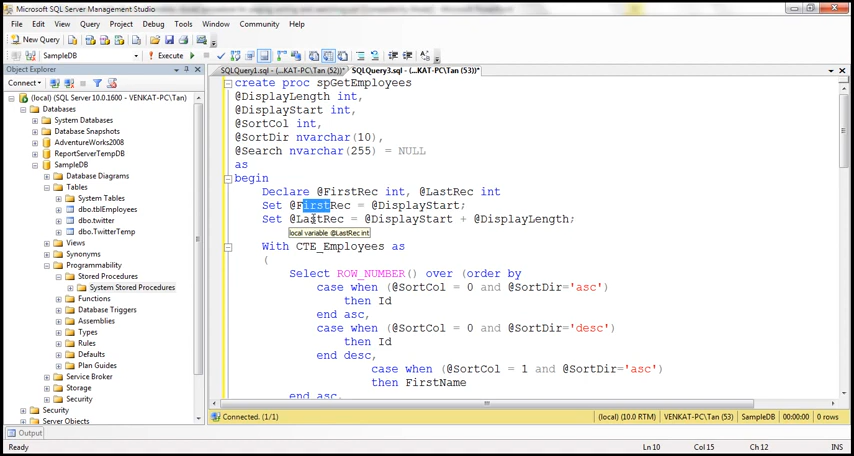 Microsoft SQL Server Management Studio
File Edit View Query Project Debug Tools Window Community Help
New Query
SampleDB Execute
Object Explorer
SQLQuery1.sql - (...KAT-PC\Tan (52))* SQLQuery3.sql - (...KAT-PC\Tan (53))*
Connect
(local) (SQL Server 10.0.1600 - VENKAT-PC\Tan)
Databases
System Databases
Database Snapshots
AdventureWorks2008
ReportServerTempDB
SampleDB
Database Diagrams
Tables
System Tables
dbo.tblEmployees
dbo.twitter
dbo.TwitterTemp
Views
Synonyms
Programmability
Stored Procedures
System Stored Procedures
Functions
Database Triggers
Assemblies
Types
Rules
Defaults
Plan Guides
Service Broker
Storage
Security
Security
Server Objects
create proc spGetEmployees
@DisplayLength int,
@DisplayStart int,
@SortCol int,
@SortDir nvarchar(10),
@Search nvarchar(255) = NULL
as
begin
Declare @FirstRec int, @LastRec int
Set @FirstRec = @DisplayStart;
Set @LastRec = @DisplayStart + @DisplayLength;
local variable @LastRec int
With CTE_Employees as
(
Select ROW_NUMBER() over (order by
case when (@SortCol = 0 and @SortDir='asc')
then Id
end asc,
case when (@SortCol = 0 and @SortDir='desc')
then Id
end desc,
case when (@SortCol = 1 and @SortDir='asc')
then FirstName
end asc,
Connected. (1/1) (local) (10.0 RTM) VENKAT-PC\Tan (53) SampleDB 00:00:00 0 rows
Output
Ready Ln 10 Col 15 Ch 12 INS